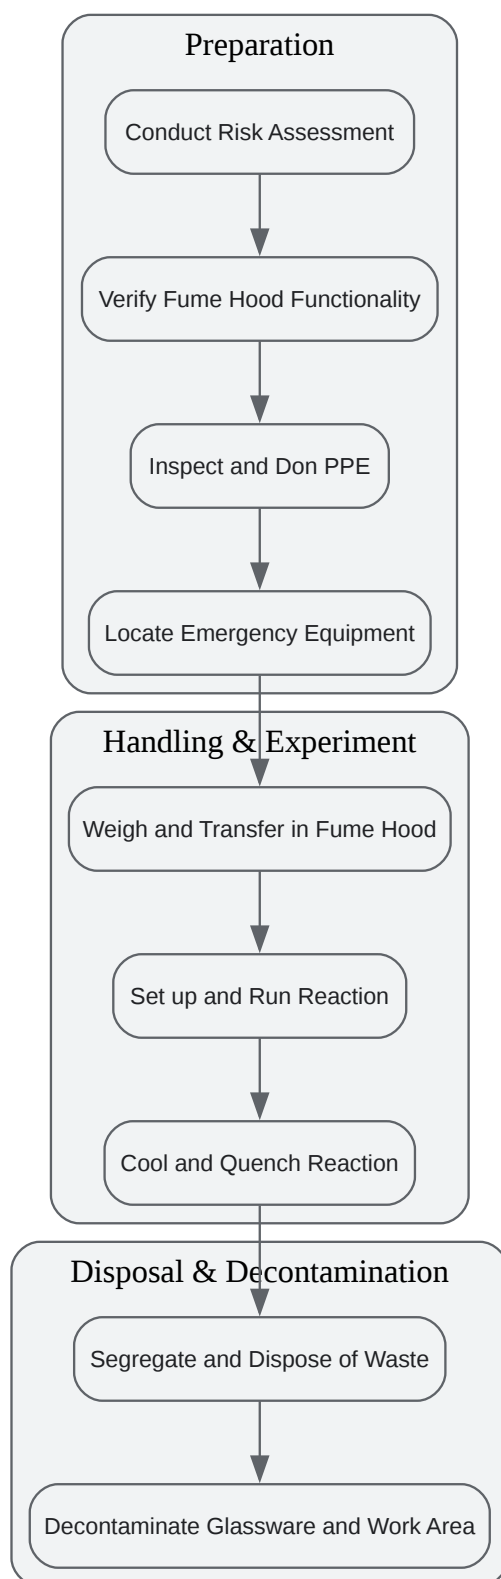 Preparation
Conduct Risk Assessment
Verify Fume Hood Functionality
Inspect and Don PPE
Locate Emergency Equipment
Handling & Experiment
Weigh and Transfer in Fume Hood
Set up and Run Reaction
Cool and Quench Reaction
Disposal & Decontamination
Segregate and Dispose of Waste
Decontaminate Glassware and Work Area